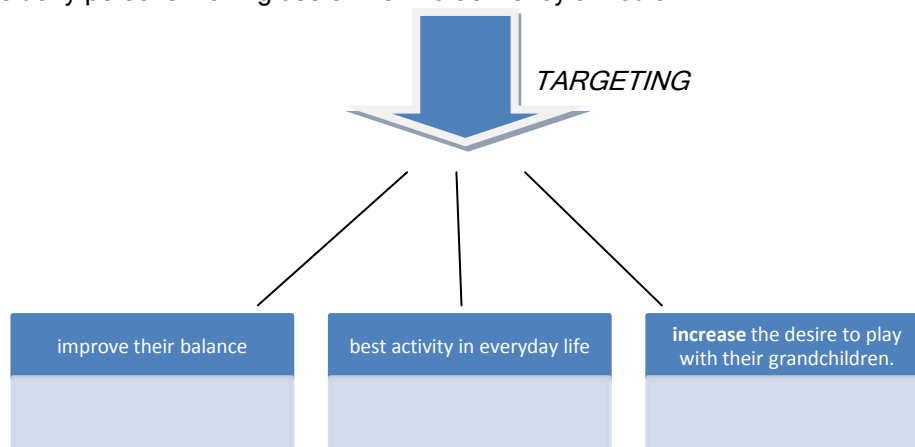 TARGETING
improve their balance
best activity in everyday life
increase the desire to play
with their grandchildren.